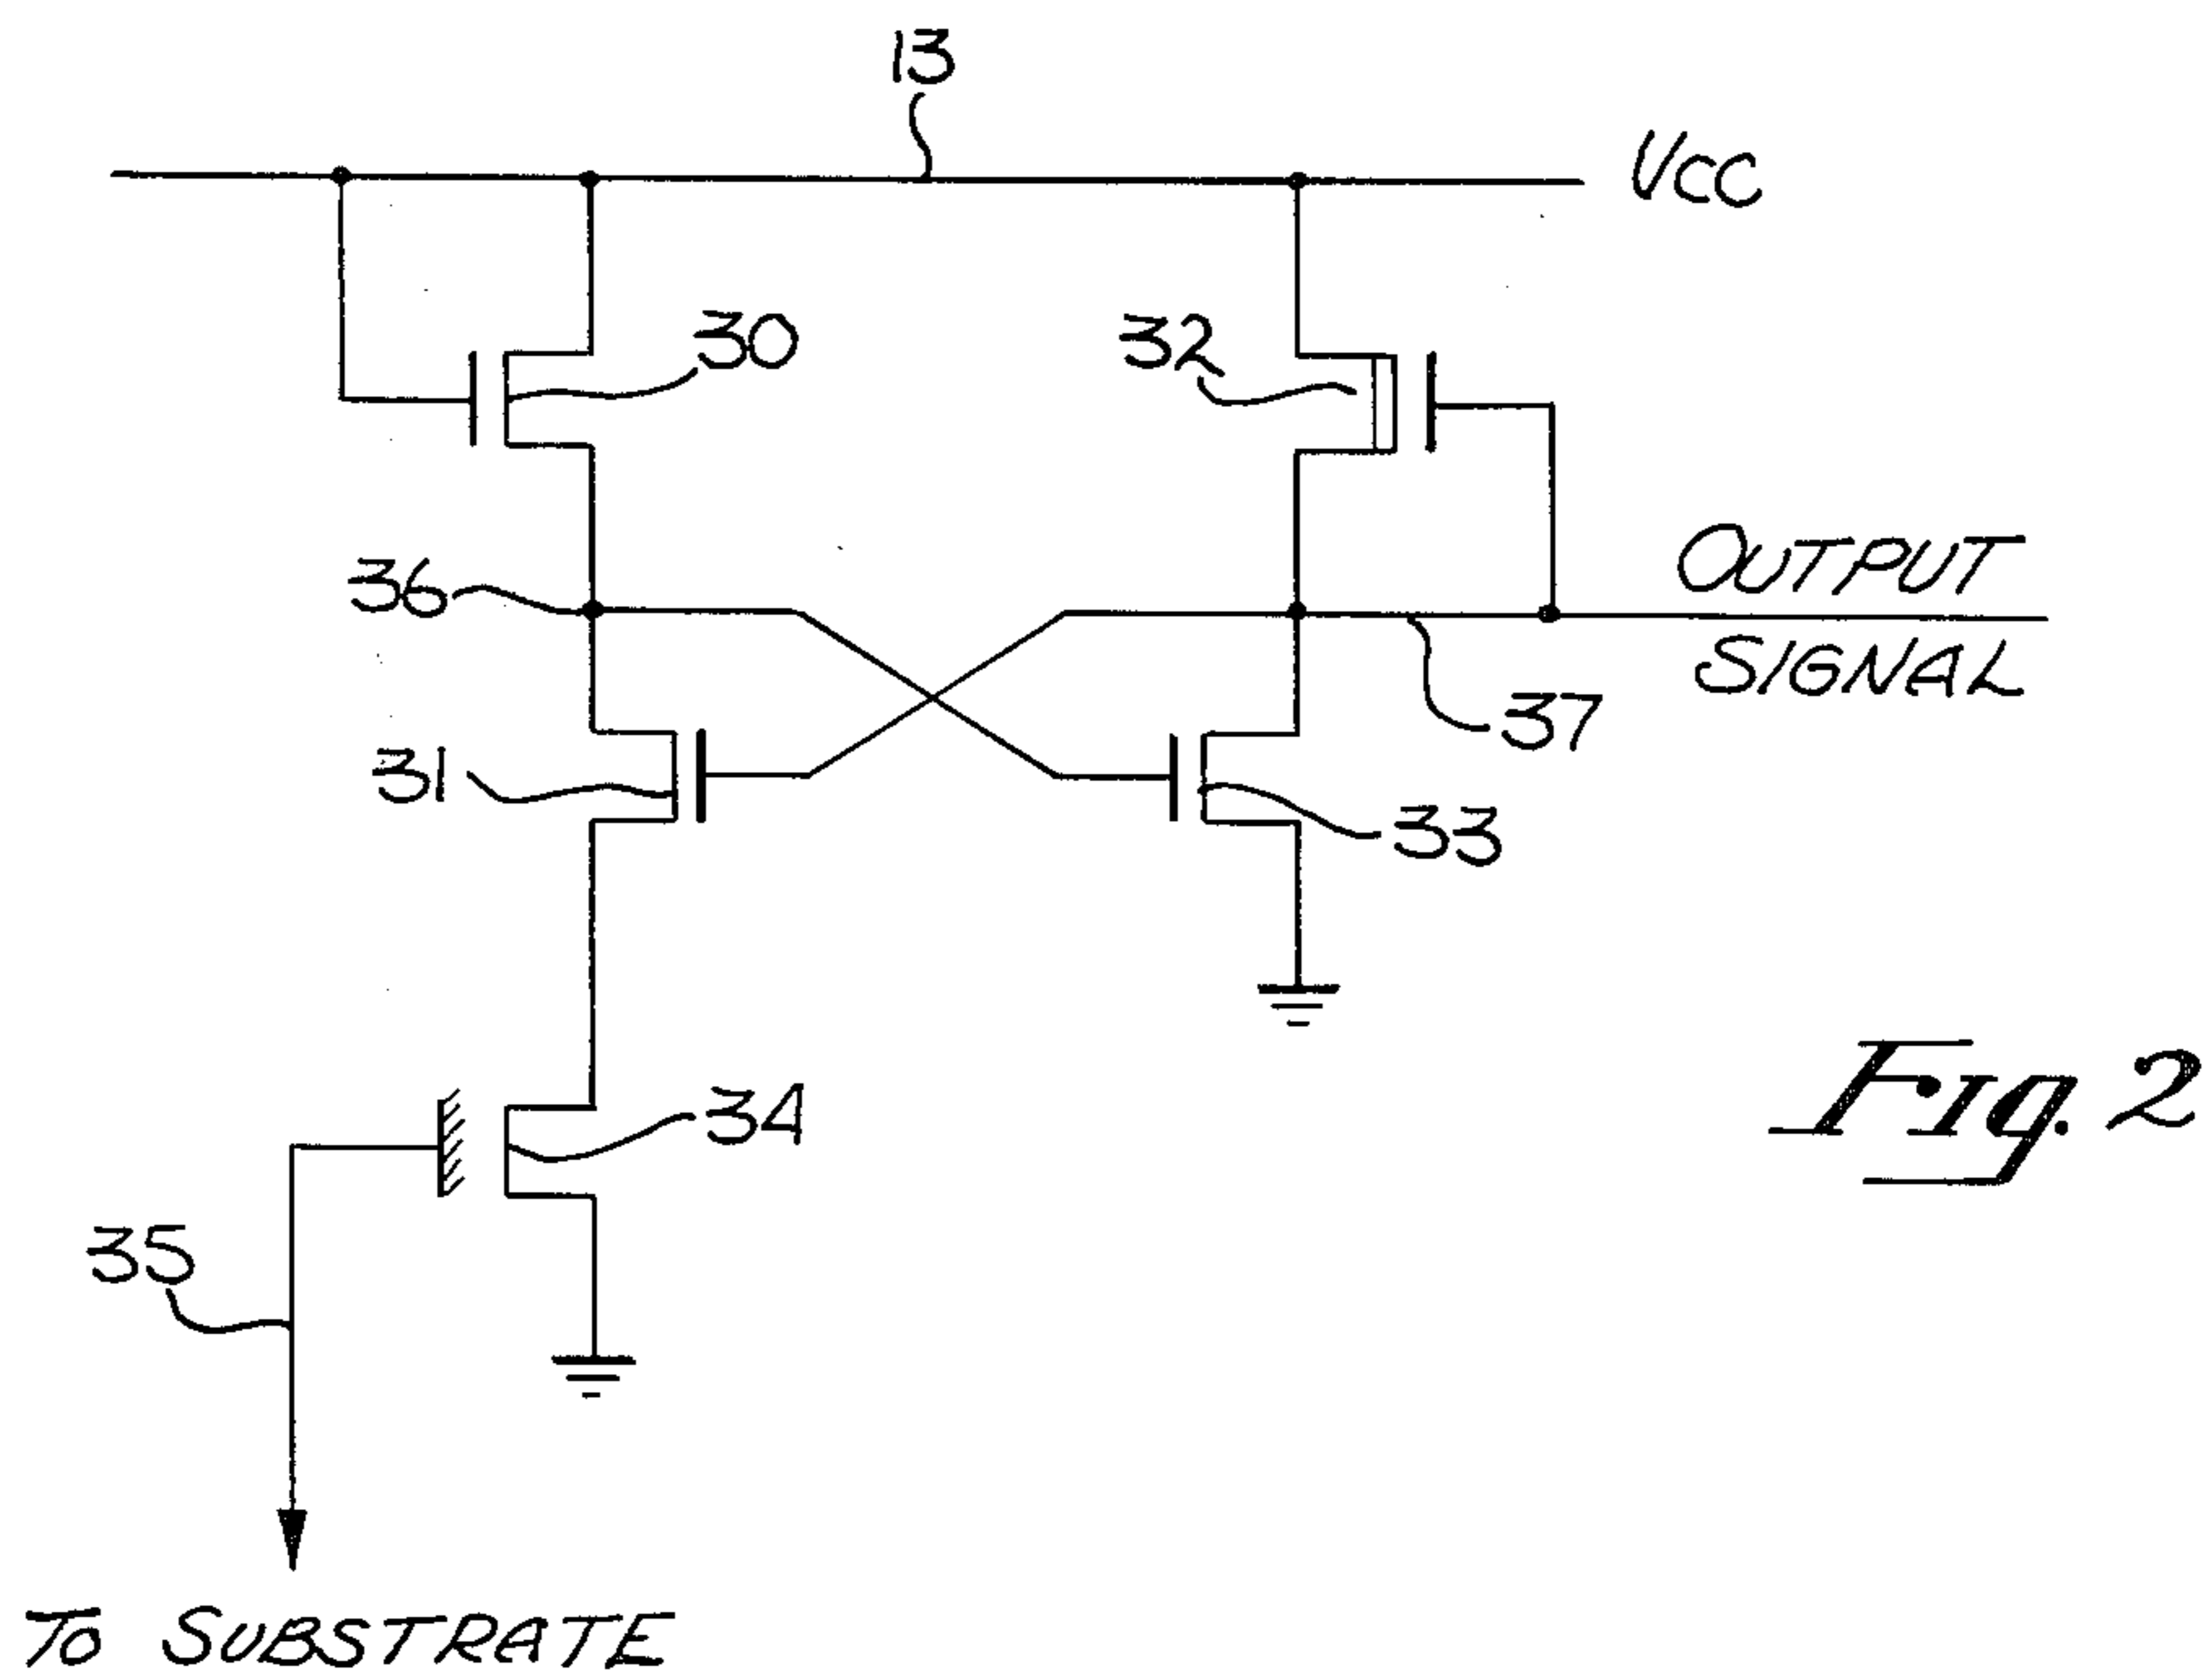 13
VCC
30
32
36
OUTPUT
SIGNAL
37
31
33
34
Fig. 2
35
TO SUBSTRATE